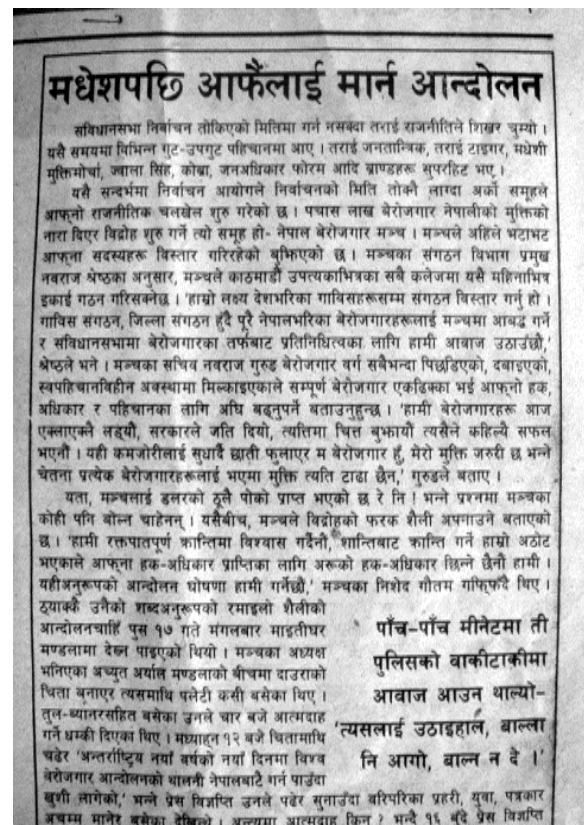 मधेशपछि आफैंलाई मार्न आन्दोलन
संविधानसभा निर्वाचन तोकिएको मितिमा गर्न नसक्दा तराई राजनीतिले शिखर चुम्यो ।
यसै समयमा विभिन्न गुट-उपगुट पहिचानमा आए । तराई जनतान्त्रिक, तराई टाइगर, मधेशी
मुक्तिमोर्चा, ज्वाला सिंह, कोब्रा, जनअधिकार फोरम आदि ब्राण्डहरू सुपरहिट भए ।
यसै सन्दर्भमा निर्वाचन आयोगले निर्वाचनको मिति तोक्नै लाग्दा अर्को समूहले
आफ्नो राजनीतिक चलखेल शुरु गरेको छ । पचास लाख बेरोजगार नेपालीको मुक्तिको
नारा दिएर विद्रोह शुरु गर्ने त्यो समूह हो- नेपाल बेरोजगार मञ्च । मञ्चले अहिले भटाभट
आफ्ना सदस्यहरू विस्तार गरिरहेको बुझिएको छ । मञ्चका संगठन विभाग प्रमुख
नवराज श्रेष्ठका अनुसार, मञ्चले काठमाडौं उपत्यकाभित्रका सबै कलेजमा यसै महिनाभित्र
इकाई गठन गरिसक्नेछ । 'हाम्रो लक्ष्य देशभरिका गाविसहरूसम्म संगठन विस्तार गर्नु हो ।
गाविस संगठन, जिल्ला संगठन हुँदै पूरै नेपालभरिका बेरोजगारहरूलाई मञ्चमा आबद्ध गर्ने
र संविधानसभामा बेरोजगारका तर्फबाट प्रतिनिधित्वका लागि हामी आवाज उठाउँछौं,'
श्रेष्ठले भने । मञ्चका सचिव नवराज गुरुङ बेरोजगार वर्ग सबैभन्दा पिछडिएको, दबाइएको,
स्वपहिचानविहीन अवस्थामा मिल्काइएकाले सम्पूर्ण बेरोजगार एकढिक्का भई आफ्नो हक,
अधिकार र पहिचानका लागि अघि बढ्नुपर्ने बताउनुहुन्छ । 'हामी बेरोजगारहरू आज
एक्लाएक्लै लड्यौं, सरकारले जति दियो, त्यतिमा चित्त बुझायौं त्यसैले कहिल्यै सफल
भएनौं । यही कमजोरीलाई सुधार्दै छाती फुलाएर म बेरोजगार हुँ, मेरो मुक्ति जरुरी छ भन्ने
चेतना प्रत्येक बेरोजगारहरूलाई भएमा मुक्ति त्यति टाढा छैन,' गुरुङले बताए ।
यता, मञ्चलाई डलरको ठूलै पोको प्राप्त भएको छ रे नि ! भन्ने प्रश्नमा मञ्चका
कोही पनि बोल्न चाहेनन् । यसैबीच, मञ्चले विद्रोहको फरक शैली अपनाउने बताएको
छ । 'हामी रक्तपातपूर्ण क्रान्तिमा विश्वास गर्दैनौं, शान्तिबाट क्रान्ति गर्ने हाम्रो अठोट
भएकाले आफ्ना हक-अधिकार प्राप्तिका लागि अरूको हक-अधिकार छिन्ने छैनौं हामी ।
यहीअनुरूपको आन्दोलन घोषणा हामी गर्नेछौं,' मञ्चका निशेद गौतम गफिँदै थिए ।
ठ्याक्कै उनैको शब्दअनुरूपको रमाइलो शैलीको
आन्दोलनचाहिँ पुस १७ गते मंगलबार माइतीघर
मण्डलामा देख्न पाइएको थियो । मञ्चका अध्यक्ष
भनिएका अच्युत अर्याल मण्डलाको बीचमा दाउराको
चिता बनाएर त्यसमाथि पलेटी कसी बसेका थिए ।
तुल-ब्यानरसहित बसेका उनले चार बजे आत्मदाह
गर्ने धम्की दिएका थिए । मध्याह्न १२ बजे चितामाथि
चढेर 'अन्तर्राष्ट्रिय नयाँ वर्षको नयाँ दिनमा विश्व
बेरोजगार आन्दोलनको थालनी नेपालबाटै गर्न पाउँदा
खुशी लागेको,' भन्ने प्रेस विज्ञप्ति उनले पढेर सुनाउँदा वरिपरिका प्रहरी, युवा, पत्रकार
अचम्म मानेर बसेका देखिन्थे । अन्त्यमा आत्मदाह किन ? भन्दै १६ बुँदे प्रेस विज्ञप्ति
पाँच-पाँच मीनेटमा ती
पुलिसको वाकीटाकीमा
आवाज आउन थाल्यो-
'त्यसलाई उठाइहाल, बाल्ला
नि आगो, बाल्न न दे ।'